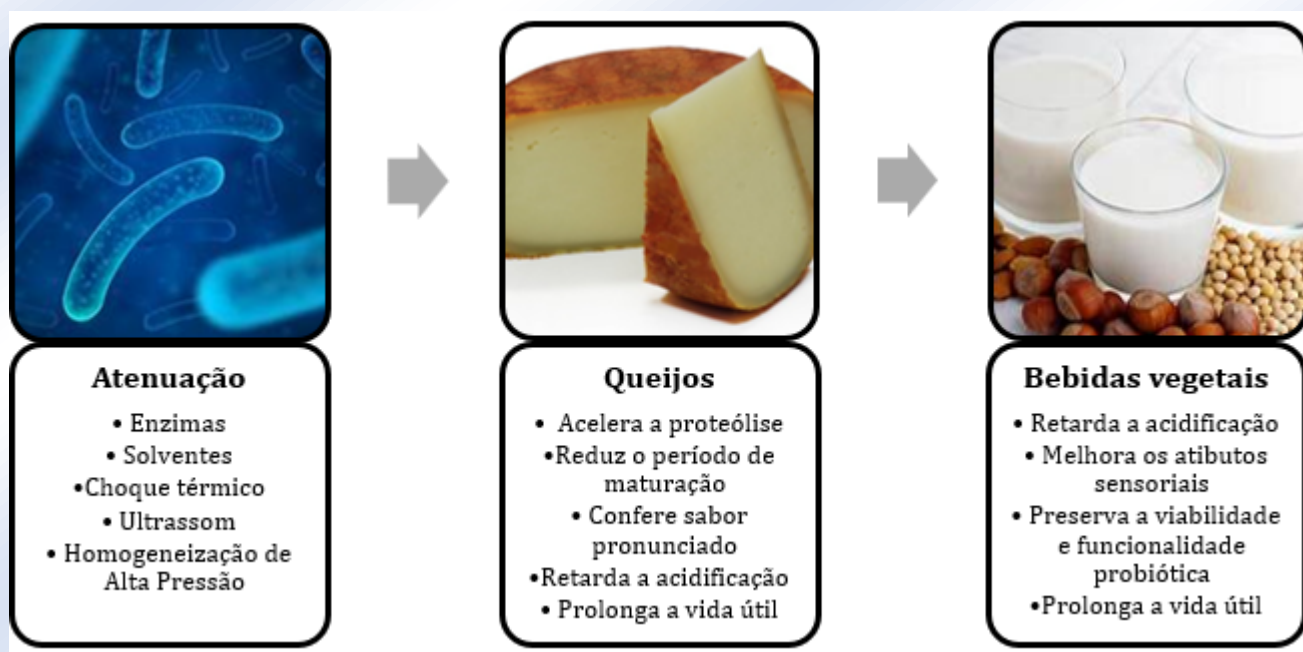 Atenuação
• Enzimas
• Solventes
•Choque térmico
• Ultrassom
• Homogeneização de
Alta Pressão
Queijos
• Acelera a proteólise
•Reduz o período de
maturação
• Confere sabor
pronunciado
•Retarda a acidificação
• Prolonga a vida útil
Bebidas vegetais
• Retarda a acidificação
• Melhora os atibutos
sensoriais
• Preserva a viabilidade
e funcionalidade
probiótica
•Prolonga a vida útil